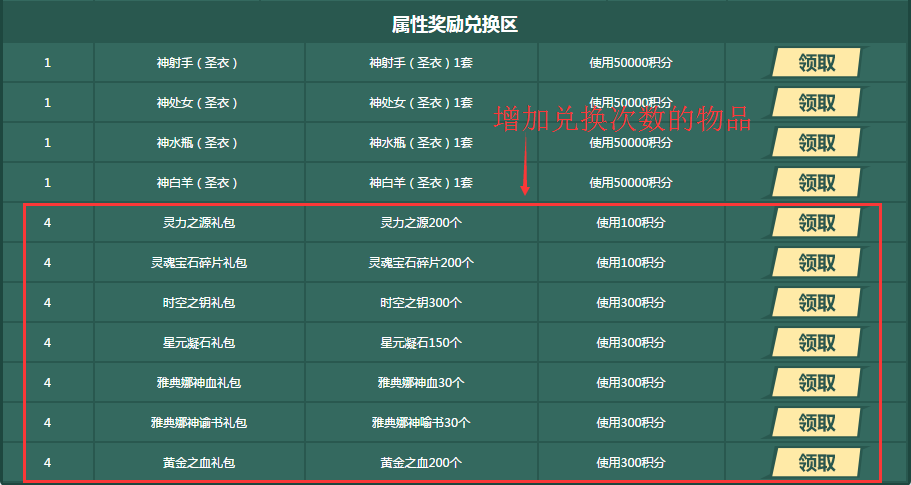 属性奖励兑换区
1 神射手（圣衣） 神射手（圣衣）1套 使用50000积分 领取
1 神处女（圣衣） 神处女（圣衣）1套 使用50000积分 领取
增加兑换次数的物品
1 神水瓶（圣衣） 神水瓶（圣衣）1套 使用50000积分 领取
1 神白羊（圣衣） 神白羊（圣衣）1套 使用50000积分 领取
4 灵力之源礼包 灵力之源200个 使用100积分 领取
4 灵魂宝石碎片礼包 灵魂宝石碎片200个 使用100积分 领取
4 时空之钥礼包 时空之钥300个 使用300积分 领取
4 星元凝石礼包 星元凝石150个 使用300积分 领取
4 雅典娜神血礼包 雅典娜神血30个 使用300积分 领取
4 雅典娜神谕书礼包 雅典娜神喻书30个 使用300积分 领取
4 黄金之血礼包 黄金之血200个 使用300积分 领取